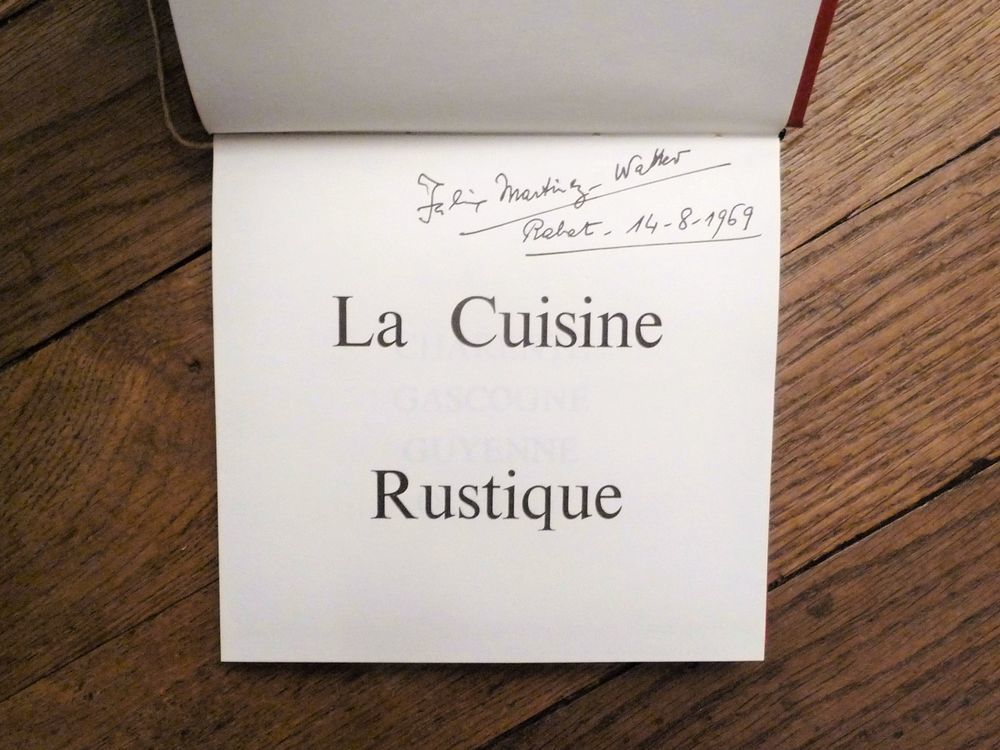 Martinez-Walter
Rabat - 14-8-1969
La Cuisine
GASCOGNE
GUYENNE
Rustique